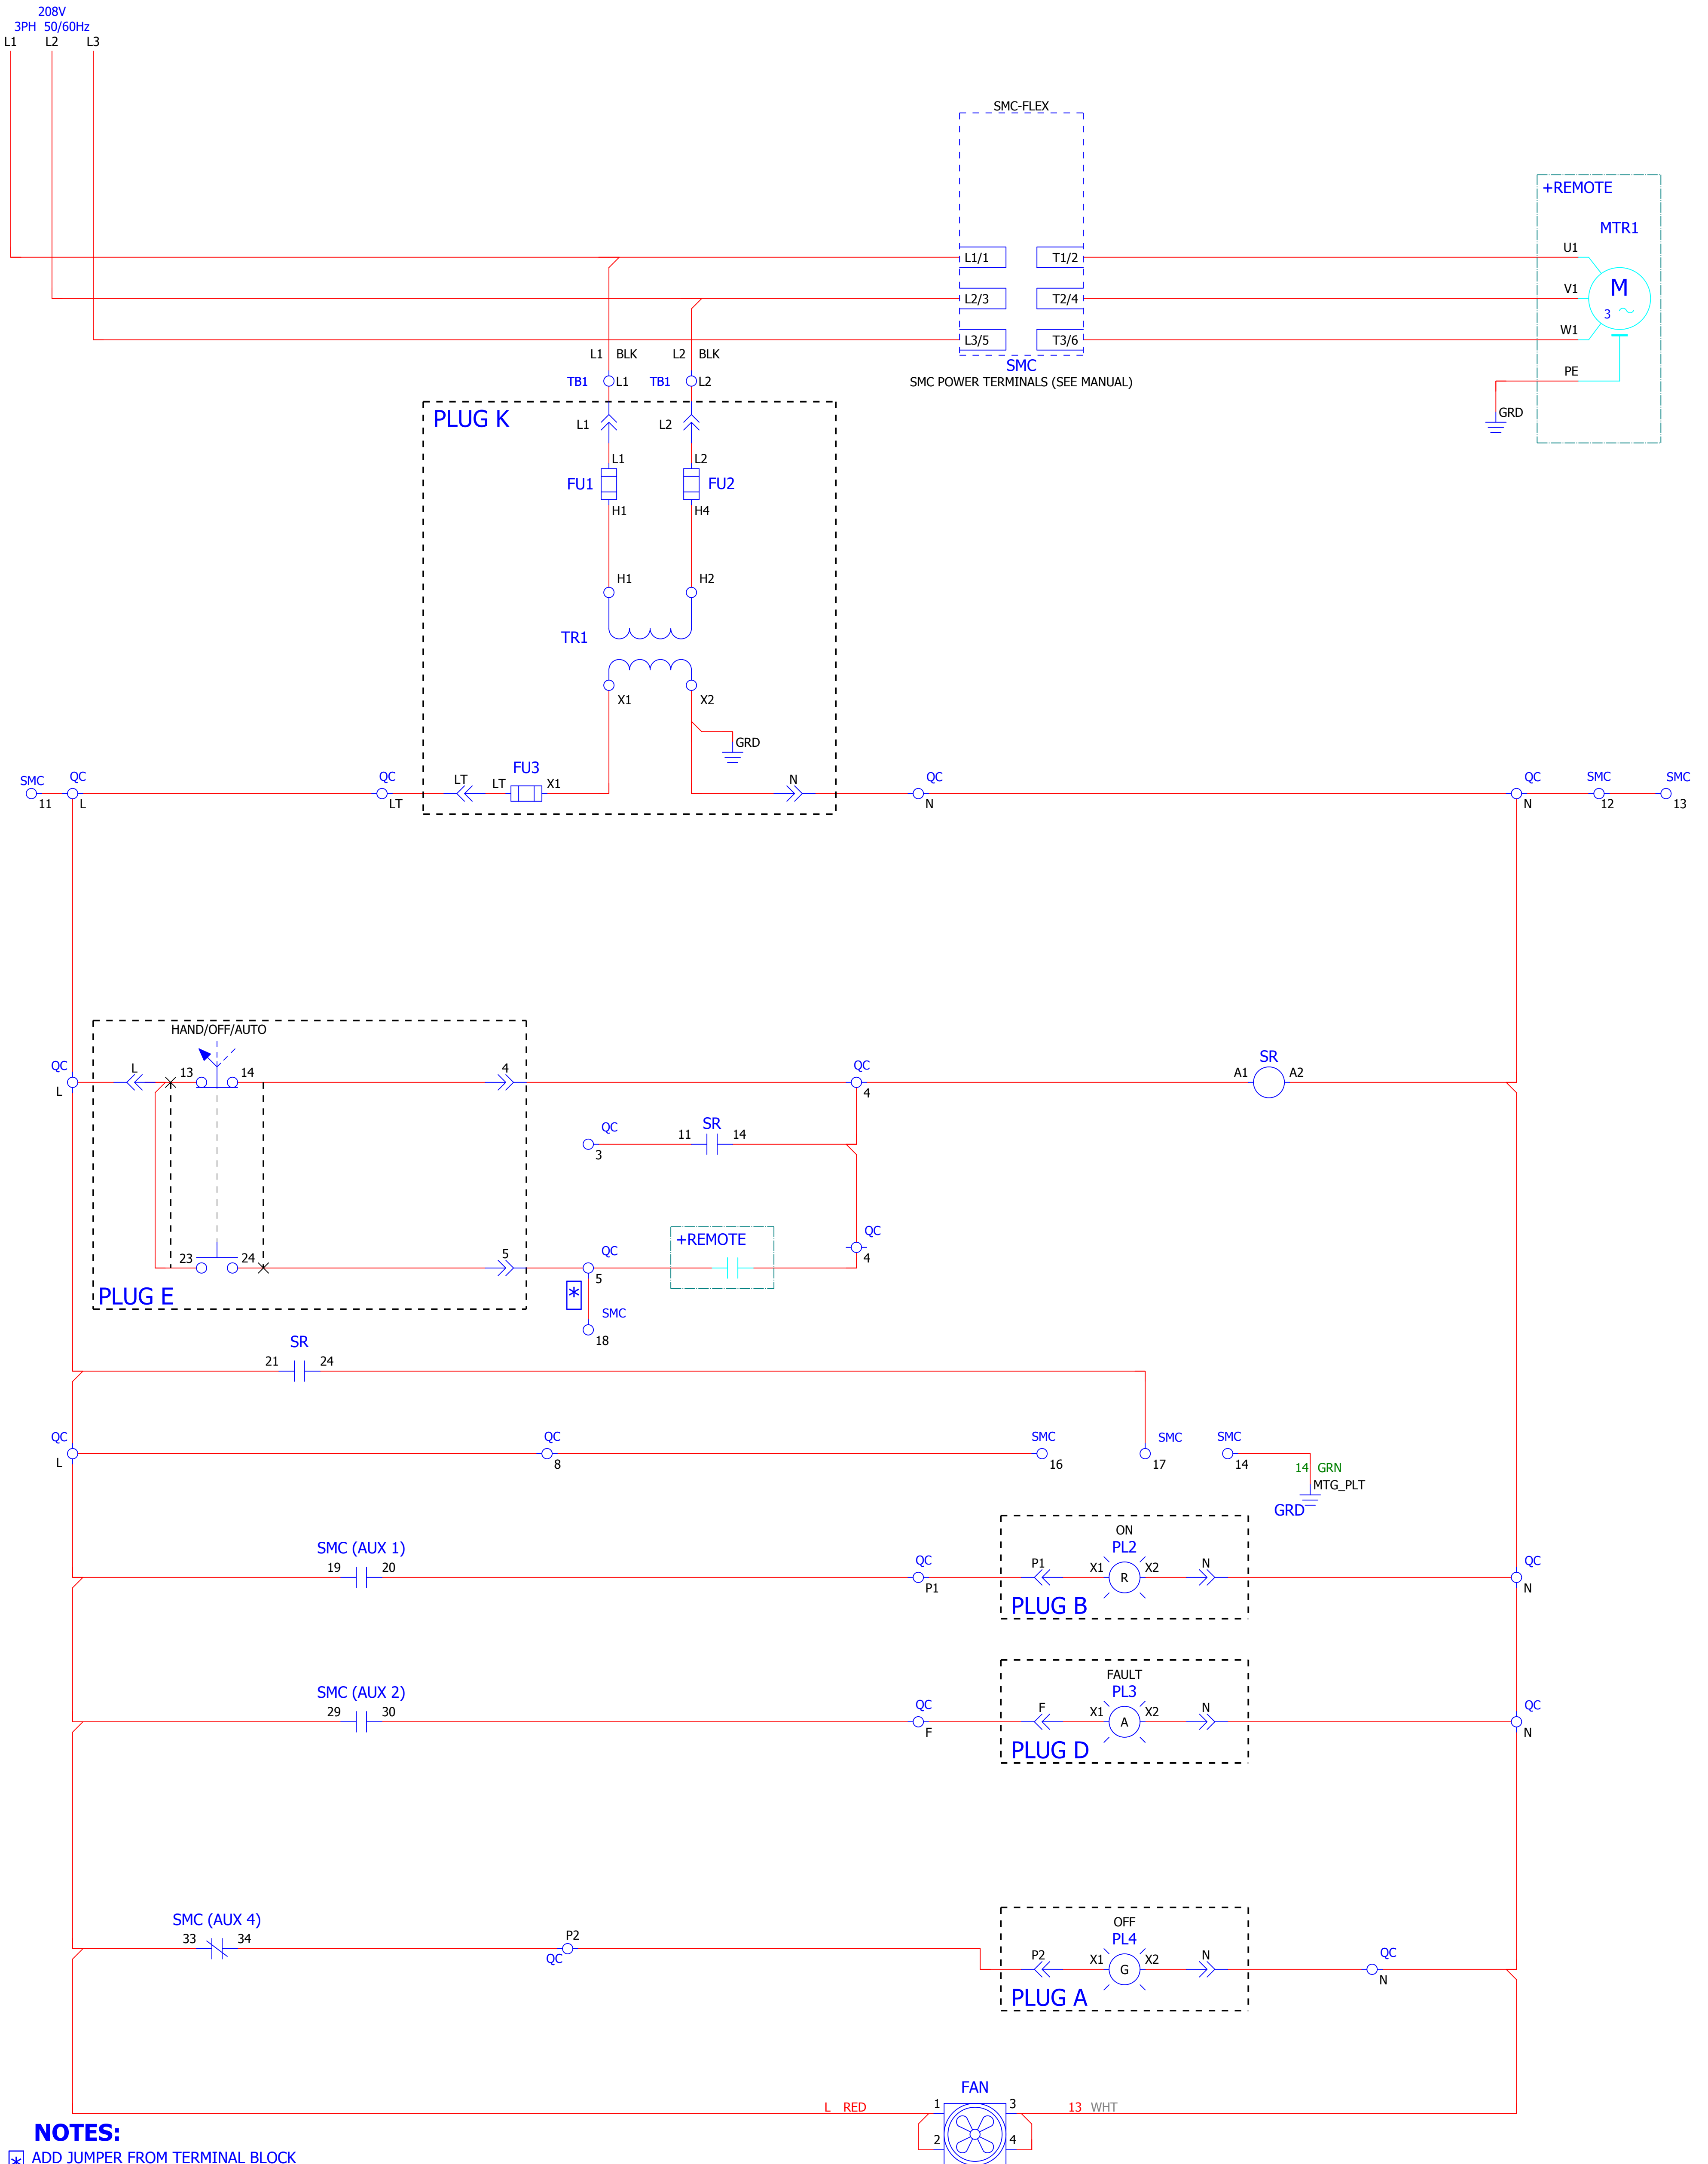 208V
3PH 50/60Hz
L1 L2 L3
SMC-FLEX
+REMOTE
MTR1
L1/1 T1/2 U1
L2/3 T2/4 V1
M
3
L3/5 T3/6 W1
SMC
SMC POWER TERMINALS (SEE MANUAL)
PE
GRD
L1 BLK L2 BLK
TB1 L1 TB1 L2
PLUG K
L1 L2
L1 L2
FU1 FU2
H1 H4
H1 H2
TR1
X1 X2
GRD
FU3
SMC QC QC LT LT X1 N QC QC SMC SMC
11 L LT N N 12 13
HAND/OFF/AUTO
QC L 13 14 4 QC SR
L 4 A1 A2
QC SR
3 11 14
23 24 5 QC +REMOTE QC
5 4
PLUG E
*
SMC
18
SR
21 24
QC QC SMC SMC SMC
L 8 16 17 14
14 GRN
MTG_PLT
GRD
ON
SMC (AUX 1) PL2
19 20 QC P1 X1 R X2 N QC
P1 N
PLUG B
FAULT
SMC (AUX 2) PL3
29 30 QC F X1 A X2 N QC
F N
PLUG D
OFF
SMC (AUX 4) PL4
33 34 P2 P2 X1 G X2 N QC
QC N
PLUG A
FAN
L RED 1 3 13 WHT
2 4
NOTES:
* ADD JUMPER FROM TERMINAL BLOCK